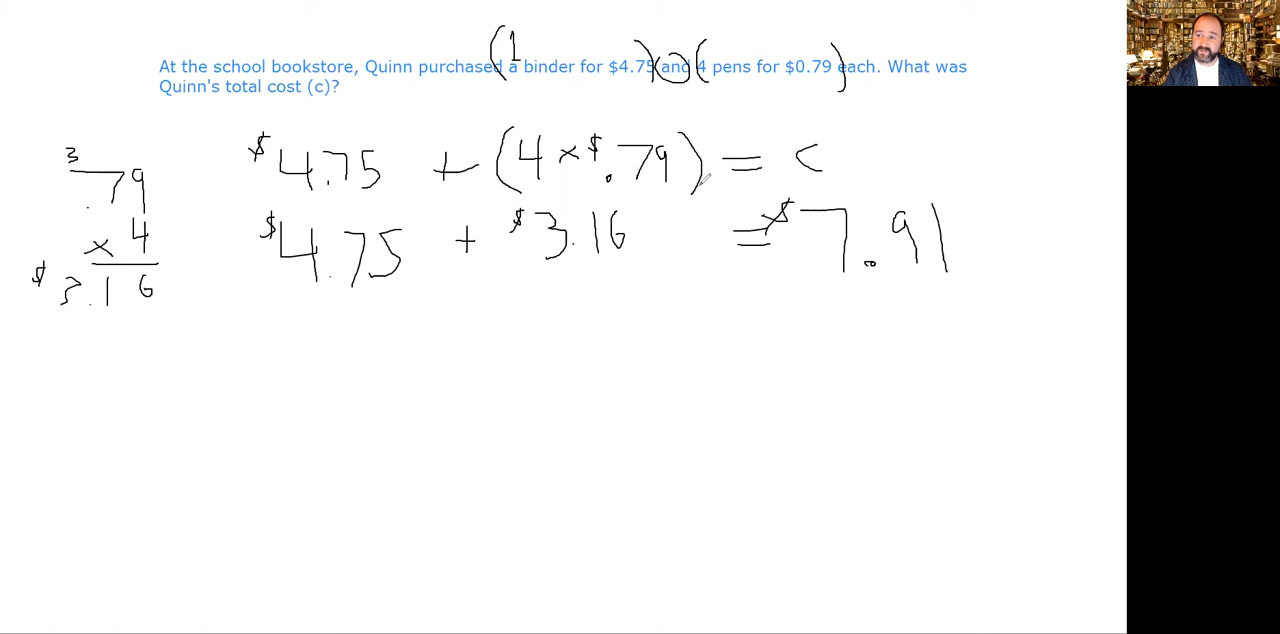 (1 ) (
At the school bookstore, Quinn purchased a binder for $4.75 and 4 pens for $0.79 each. What was
Quinn's total cost (c)?
3
.79
× 4
$3.16
$4.75 + (4 × $.79) = c
$4.75 + $3.16 = $7.91